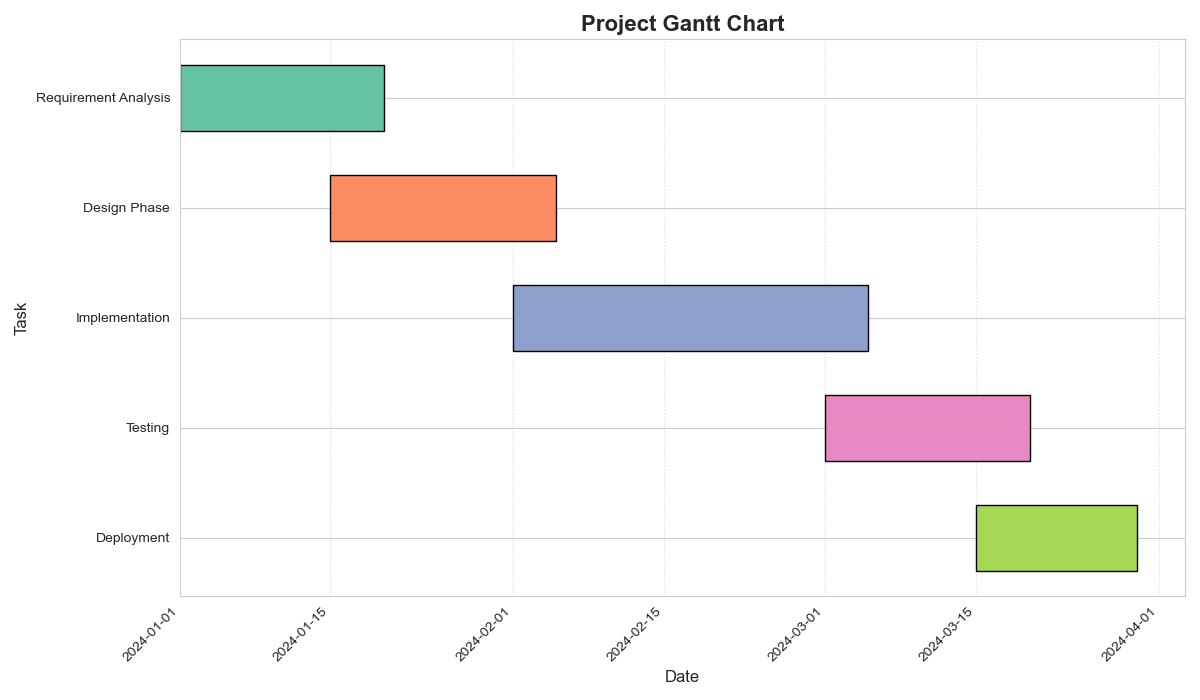 Project Gantt Chart
Task
Requirement Analysis
Design Phase
Implementation
Testing
Deployment
2024-01-01
2024-01-15
2024-02-01
2024-02-15
2024-03-01
2024-03-15
2024-04-01
Date